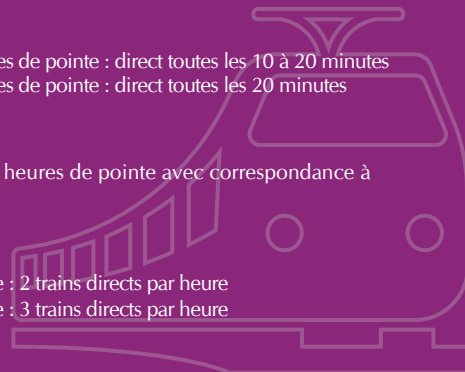 es de pointe : direct toutes les 10 à 20 minutes
es de pointe : direct toutes les 20 minutes
heures de pointe avec correspondance à
e : 2 trains directs par heure
e : 3 trains directs par heure